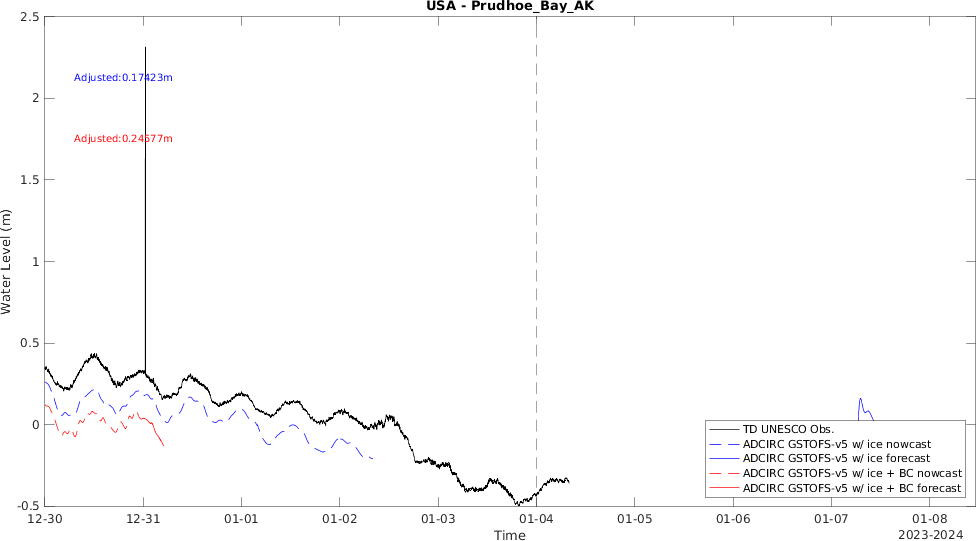 USA - Prudhoe_Bay_AK
2.5
2
1.5
1
0.5
0
-0.5
Water Level (m)
Adjusted:0.17423m
Adjusted:0.24677m
TD UNESCO Obs.
ADCIRC GSTOFS-v5 w/ ice nowcast
ADCIRC GSTOFS-v5 w/ ice forecast
ADCIRC GSTOFS-v5 w/ ice + BC nowcast
ADCIRC GSTOFS-v5 w/ ice + BC forecast
12-30 12-31 01-01 01-02 01-03 01-04 01-05 01-06 01-07 01-08
Time
2023-2024